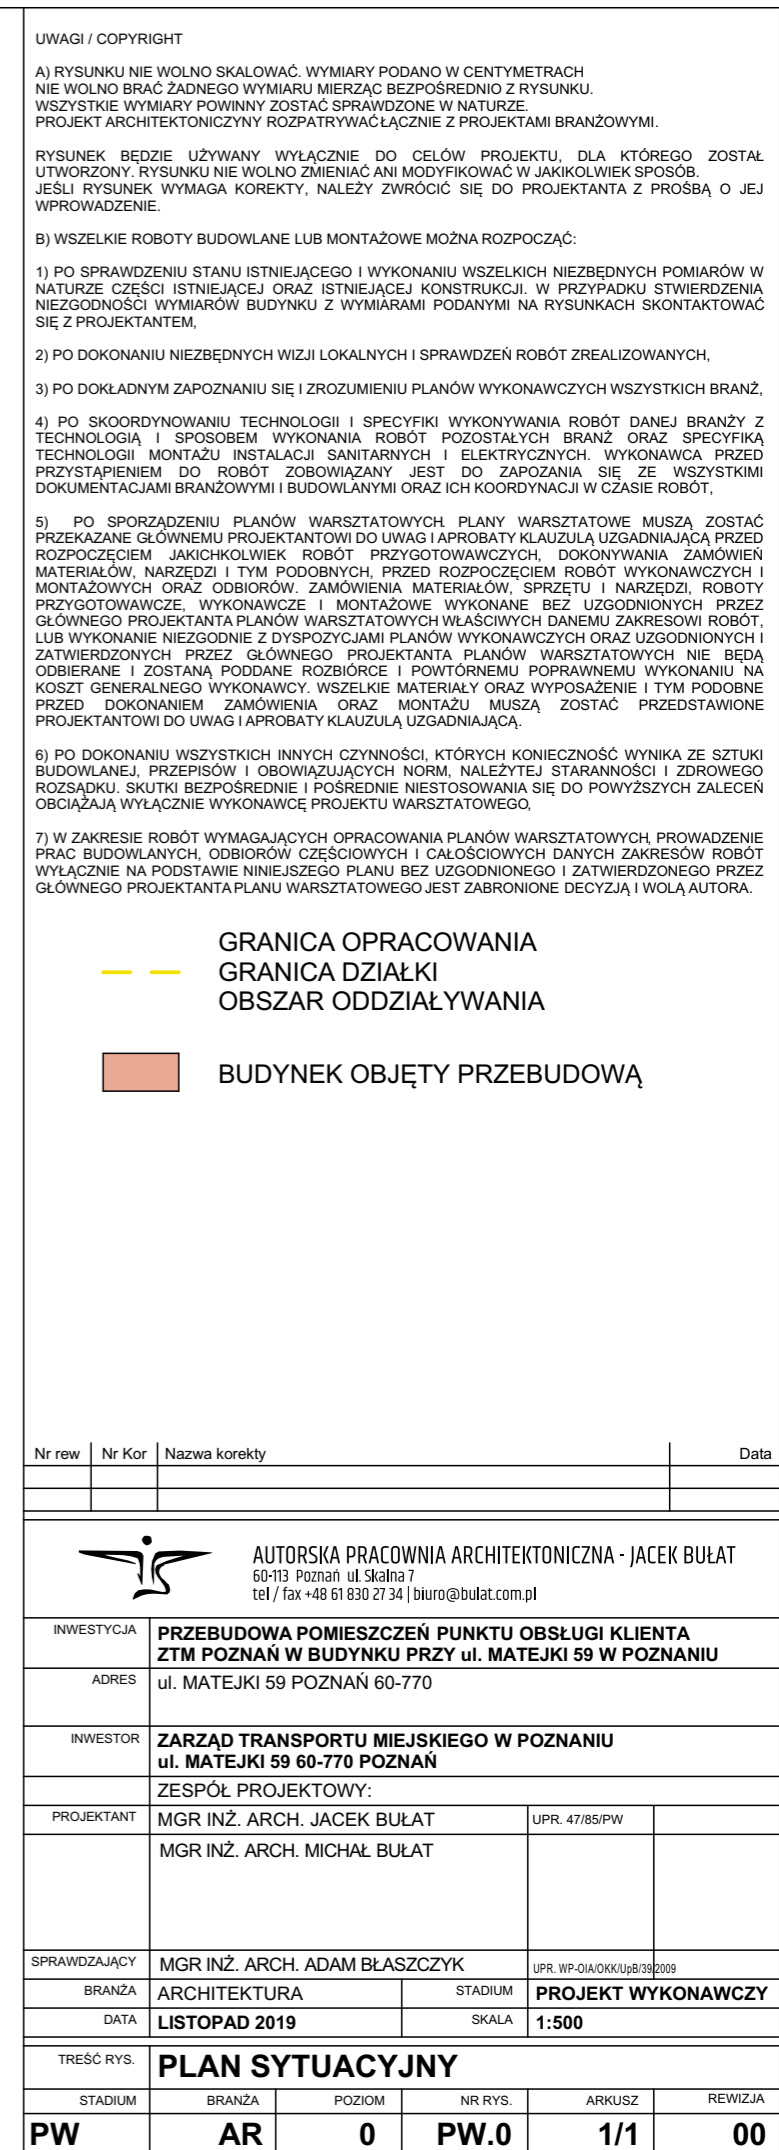 UWAGI / COPYRIGHT
A) RYSUNKU NIE WOLNO SKALOWAĆ. WYMIARY PODANO W CENTYMETRACH
NIE WOLNO BRAĆ ŻADNEGO WYMIARU MIERZĄC BEZPOŚREDNIO Z RYSUNKU.
WSZYSTKIE WYMIARY POWINNY ZOSTAĆ SPRAWDZONE W NATURZE.
PROJEKT ARCHITEKTONICZYNY ROZPATRYWAĆ ŁĄCZNIE Z PROJEKTAMI BRANŻOWYMI.
RYSUNEK BĘDZIE UŻYWANY WYŁĄCZNIE DO CELÓW PROJEKTU, DLA KTÓREGO ZOSTAŁ
UTWORZONY. RYSUNKU NIE WOLNO ZMIENIAĆ ANI MODYFIKOWAĆ W JAKIKOLWIEK SPOSÓB.
JEŚLI RYSUNEK WYMAGA KOREKTY, NALEŻY ZWRÓCIĆ SIĘ DO PROJEKTANTA Z PROŚBĄ O JEJ
WPROWADZENIE.
B) WSZELKIE ROBOTY BUDOWLANE LUB MONTAŻOWE MOŻNA ROZPOCZĄĆ:
1) PO SPRAWDZENIU STANU ISTNIEJĄCEGO I WYKONANIU WSZELKICH NIEZBĘDNYCH POMIARÓW W
NATURZE CZĘŚCI ISTNIEJĄCEJ ORAZ ISTNIEJĄCEJ KONSTRUKCJI. W PRZYPADKU STWIERDZENIA
NIEZGODNOŚCI WYMIARÓW BUDYNKU Z WYMIARAMI PODANYMI NA RYSUNKACH SKONTAKTOWAĆ
SIĘ Z PROJEKTANTEM,
2) PO DOKONANIU NIEZBĘDNYCH WIZJI LOKALNYCH I SPRAWDZEŃ ROBÓT ZREALIZOWANYCH,
3) PO DOKŁADNYM ZAPOZNANIU SIĘ I ZROZUMIENIU PLANÓW WYKONAWCZYCH WSZYSTKICH BRANŻ,
4) PO SKOORDYNOWANIU TECHNOLOGII I SPECYFIKI WYKONYWANIA ROBÓT DANEJ BRANŻY Z
TECHNOLOGIĄ I SPOSOBEM WYKONANIA ROBÓT POZOSTAŁYCH BRANŻ ORAZ SPECYFIKĄ
TECHNOLOGII MONTAŻU INSTALACJI SANITARNYCH I ELEKTRYCZNYCH. WYKONAWCA PRZED
PRZYSTĄPIENIEM DO ROBÓT ZOBOWIĄZANY JEST DO ZAPOZANIA SIĘ ZE WSZYSTKIMI
DOKUMENTACJAMI BRANŻOWYMI I BUDOWLANYMI ORAZ ICH KOORDYNACJI W CZASIE ROBÓT,
5) PO SPORZĄDZENIU PLANÓW WARSZTATOWYCH. PLANY WARSZTATOWE MUSZĄ ZOSTAĆ
PRZEKAZANE GŁÓWNEMU PROJEKTANTOWI DO UWAG I APROBATY KLAUZULĄ UZGADNIAJĄCĄ PRZED
ROZPOCZĘCIEM JAKICHKOLWIEK ROBÓT PRZYGOTOWAWCZYCH, DOKONYWANIA ZAMÓWIEŃ
MATERIAŁÓW, NARZĘDZI I TYM PODOBNYCH, PRZED ROZPOCZĘCIEM ROBÓT WYKONAWCZYCH I
MONTAŻOWYCH ORAZ ODBIORÓW. ZAMÓWIENIA MATERIAŁÓW, SPRZĘTU I NARZĘDZI, ROBOTY
PRZYGOTOWAWCZE, WYKONAWCZE I MONTAŻOWE WYKONANE BEZ UZGODNIONYCH PRZEZ
GŁÓWNEGO PROJEKTANTA PLANÓW WARSZTATOWYCH WŁAŚCIWYCH DANEMU ZAKRESOWI ROBÓT,
LUB WYKONANIE NIEZGODNIE Z DYSPOZYCJAMI PLANÓW WYKONAWCZYCH ORAZ UZGODNIONYCH I
ZATWIERDZONYCH PRZEZ GŁÓWNEGO PROJEKTANTA PLANÓW WARSZTATOWYCH NIE BĘDĄ
ODBIERANE I ZOSTANĄ PODDANE ROZBIÓRCE I POWTÓRNEMU POPRAWNEMU WYKONANIU NA
KOSZT GENERALNEGO WYKONAWCY. WSZELKIE MATERIAŁY ORAZ WYPOSAŻENIE I TYM PODOBNE
PRZED DOKONANIEM ZAMÓWIENIA ORAZ MONTAŻU MUSZĄ ZOSTAĆ PRZEDSTAWIONE
PROJEKTANTOWI DO UWAG I APROBATY KLAUZULĄ UZGADNIAJĄCĄ.
6) PO DOKONANIU WSZYSTKICH INNYCH CZYNNOŚCI, KTÓRYCH KONIECZNOŚĆ WYNIKA ZE SZTUKI
BUDOWLANEJ, PRZEPISÓW I OBOWIĄZUJĄCYCH NORM, NALEŻYTEJ STARANNOŚCI I ZDROWEGO
ROZSĄDKU. SKUTKI BEZPOŚREDNIE I POŚREDNIE NIESTOSOWANIA SIĘ DO POWYŻSZYCH ZALECEŃ
OBCIĄŻAJĄ WYŁĄCZNIE WYKONAWCĘ PROJEKTU WARSZTATOWEGO,
7) W ZAKRESIE ROBÓT WYMAGAJĄCYCH OPRACOWANIA PLANÓW WARSZTATOWYCH, PROWADZENIE
PRAC BUDOWLANYCH, ODBIORÓW CZĘŚCIOWYCH I CAŁOŚCIOWYCH DANYCH ZAKRESÓW ROBÓT
WYŁĄCZNIE NA PODSTAWIE NINIEJSZEGO PLANU BEZ UZGODNIONEGO I ZATWIERDZONEGO PRZEZ
GŁÓWNEGO PROJEKTANTA PLANU WARSZTATOWEGO JEST ZABRONIONE DECYZJĄ I WOLĄ AUTORA.
GRANICA OPRACOWANIA
GRANICA DZIAŁKI
OBSZAR ODDZIAŁYWANIA
BUDYNEK OBJĘTY PRZEBUDOWĄ
Nr rew Nr Kor Nazwa korekty Data
AUTORSKA PRACOWNIA ARCHITEKTONICZNA - JACEK BUŁAT
60-113 Poznań ul. Skalna 7
tel / fax +48 61 830 27 34 | biuro@bulat.com.pl
INWESTYCJA PRZEBUDOWA POMIESZCZEŃ PUNKTU OBSŁUGI KLIENTA
ZTM POZNAŃ W BUDYNKU PRZY ul. MATEJKI 59 W POZNANIU
ADRES ul. MATEJKI 59 POZNAŃ 60-770
INWESTOR ZARZĄD TRANSPORTU MIEJSKIEGO W POZNANIU
ul. MATEJKI 59 60-770 POZNAŃ
ZESPÓŁ PROJEKTOWY:
PROJEKTANT MGR INŻ. ARCH. JACEK BUŁAT UPR. 47/85/PW
MGR INŻ. ARCH. MICHAŁ BUŁAT
SPRAWDZAJĄCY MGR INŻ. ARCH. ADAM BŁASZCZYK UPR. WP-OIA/OKK/UpB/39/2009
BRANŻA ARCHITEKTURA STADIUM PROJEKT WYKONAWCZY
DATA LISTOPAD 2019 SKALA 1:500
TREŚĆ RYS. PLAN SYTUACYJNY
STADIUM BRANŻA POZIOM NR RYS. ARKUSZ REWIZJA
PW AR 0 PW.0 1/1 00